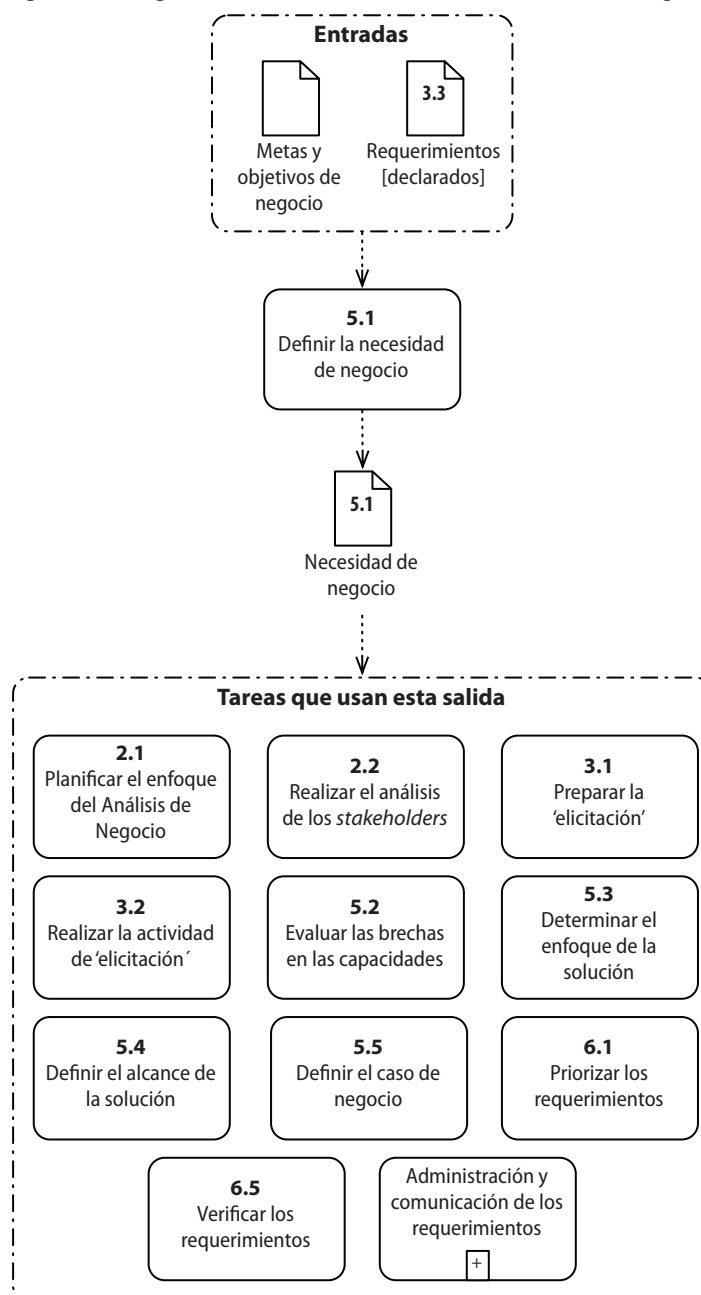 Entradas
3.3
Metas y
objetivos de
negocio
Requerimientos
[declarados]
5.1
Definir la necesidad
de negocio
5.1
Necesidad de
negocio
Tareas que usan esta salida
2.1
Planificar el enfoque
del Análisis de
Negocio
2.2
Realizar el análisis
de los stakeholders
3.1
Preparar la
‘elicitación’
3.2
Realizar la actividad
de ‘elicitación´
5.2
Evaluar las brechas
en las capacidades
5.3
Determinar el
enfoque de la
solución
5.4
Definir el alcance de
la solución
5.5
Definir el caso de
negocio
6.1
Priorizar los
requerimientos
6.5
Verificar los
requerimientos
Administración y
comunicación de los
requerimientos
+